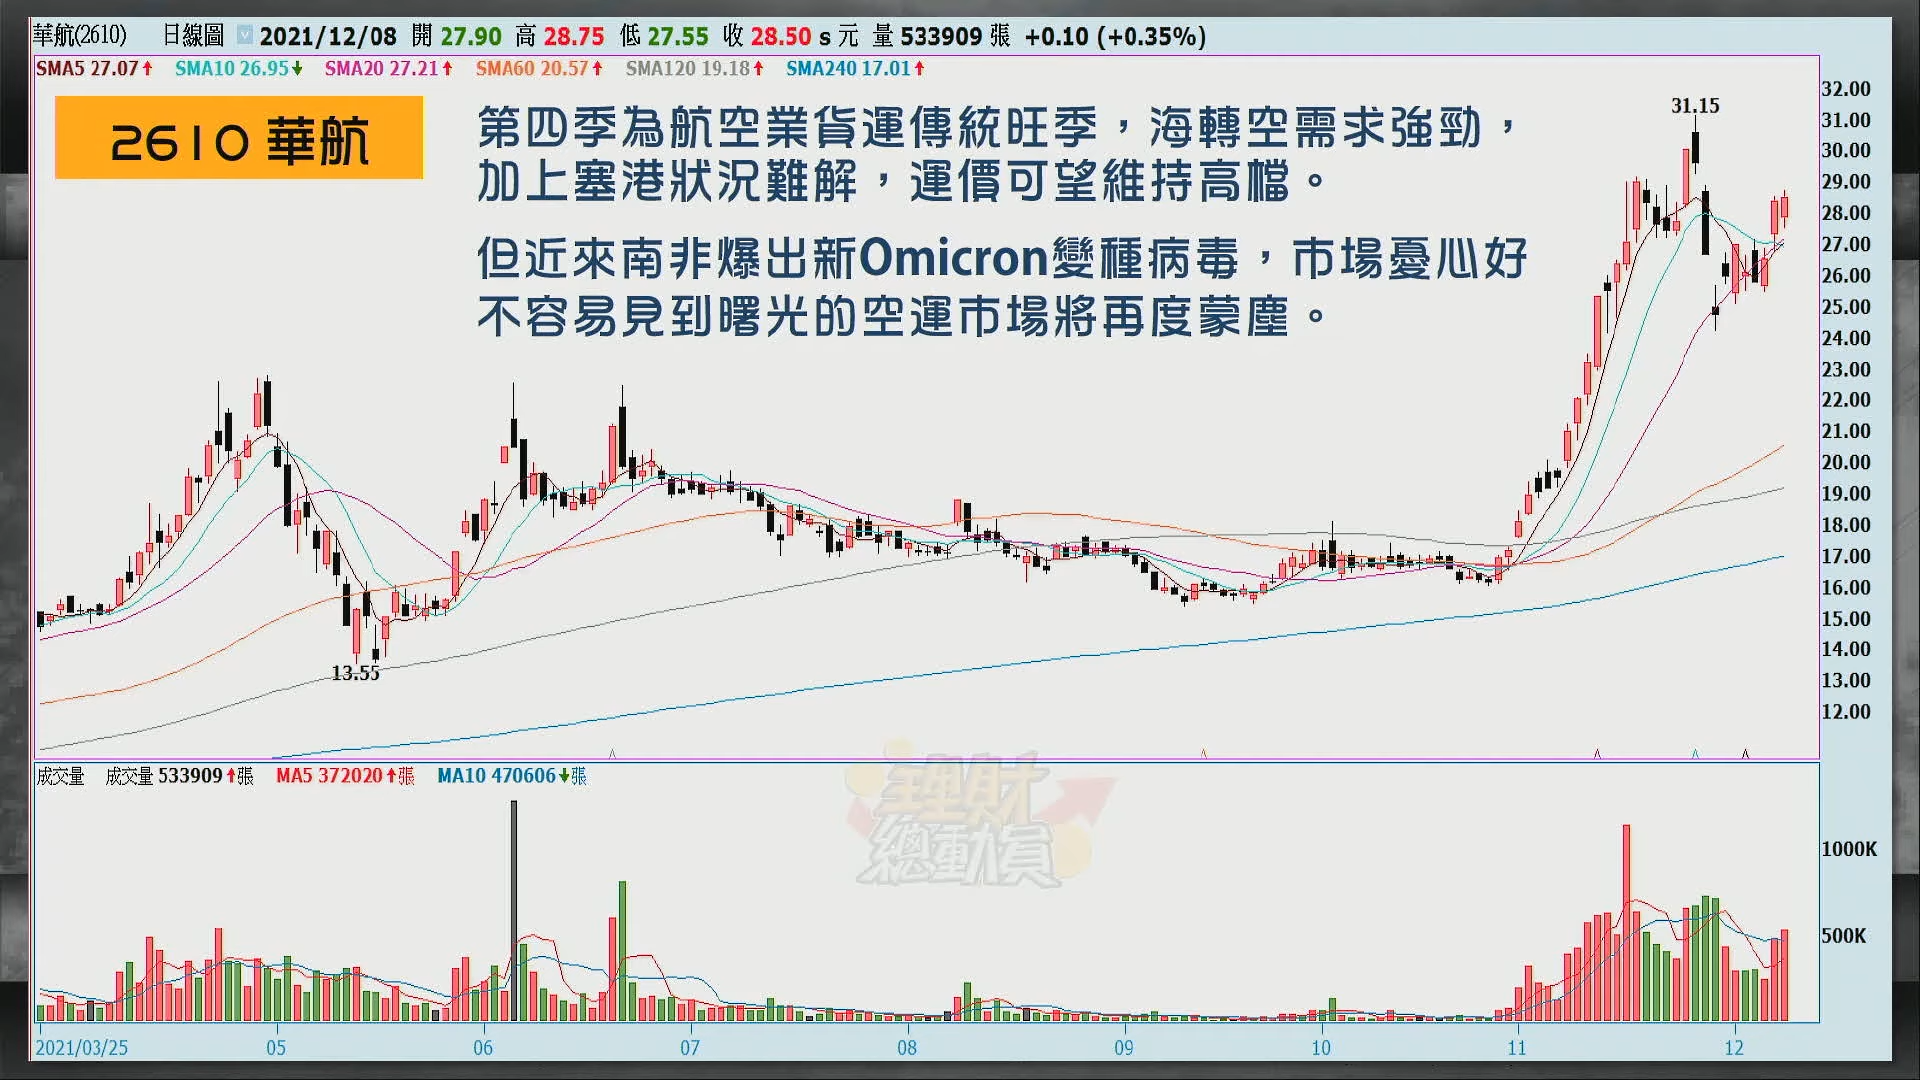 華航(2610) 日線圖 2021/12/08 開 27.90 高 28.75 低 27.55 收 28.50 s 元 量 533909 張 +0.10 (+0.35%)
SMA5 27.07↑ SMA10 26.95↓ SMA20 27.21↑ SMA60 20.57↑ SMA120 19.18↑ SMA240 17.01↑
2610 華航
第四季為航空業貨運傳統旺季，海轉空需求強勁，
加上塞港狀況難解，運價可望維持高檔。
但近來南非爆出新Omicron變種病毒，市場憂心好
不容易見到曙光的空運市場將再度蒙塵。
31.15
13.55
32.00
31.00
30.00
29.00
28.00
27.00
26.00
25.00
24.00
23.00
22.00
21.00
20.00
19.00
18.00
17.00
16.00
15.00
14.00
13.00
12.00
成交量 成交量 533909↑張 MA5 372020↑張 MA10 470606↓張
理財
總動員
1000K
500K
2021/03/25 05 06 07 08 09 10 11 12